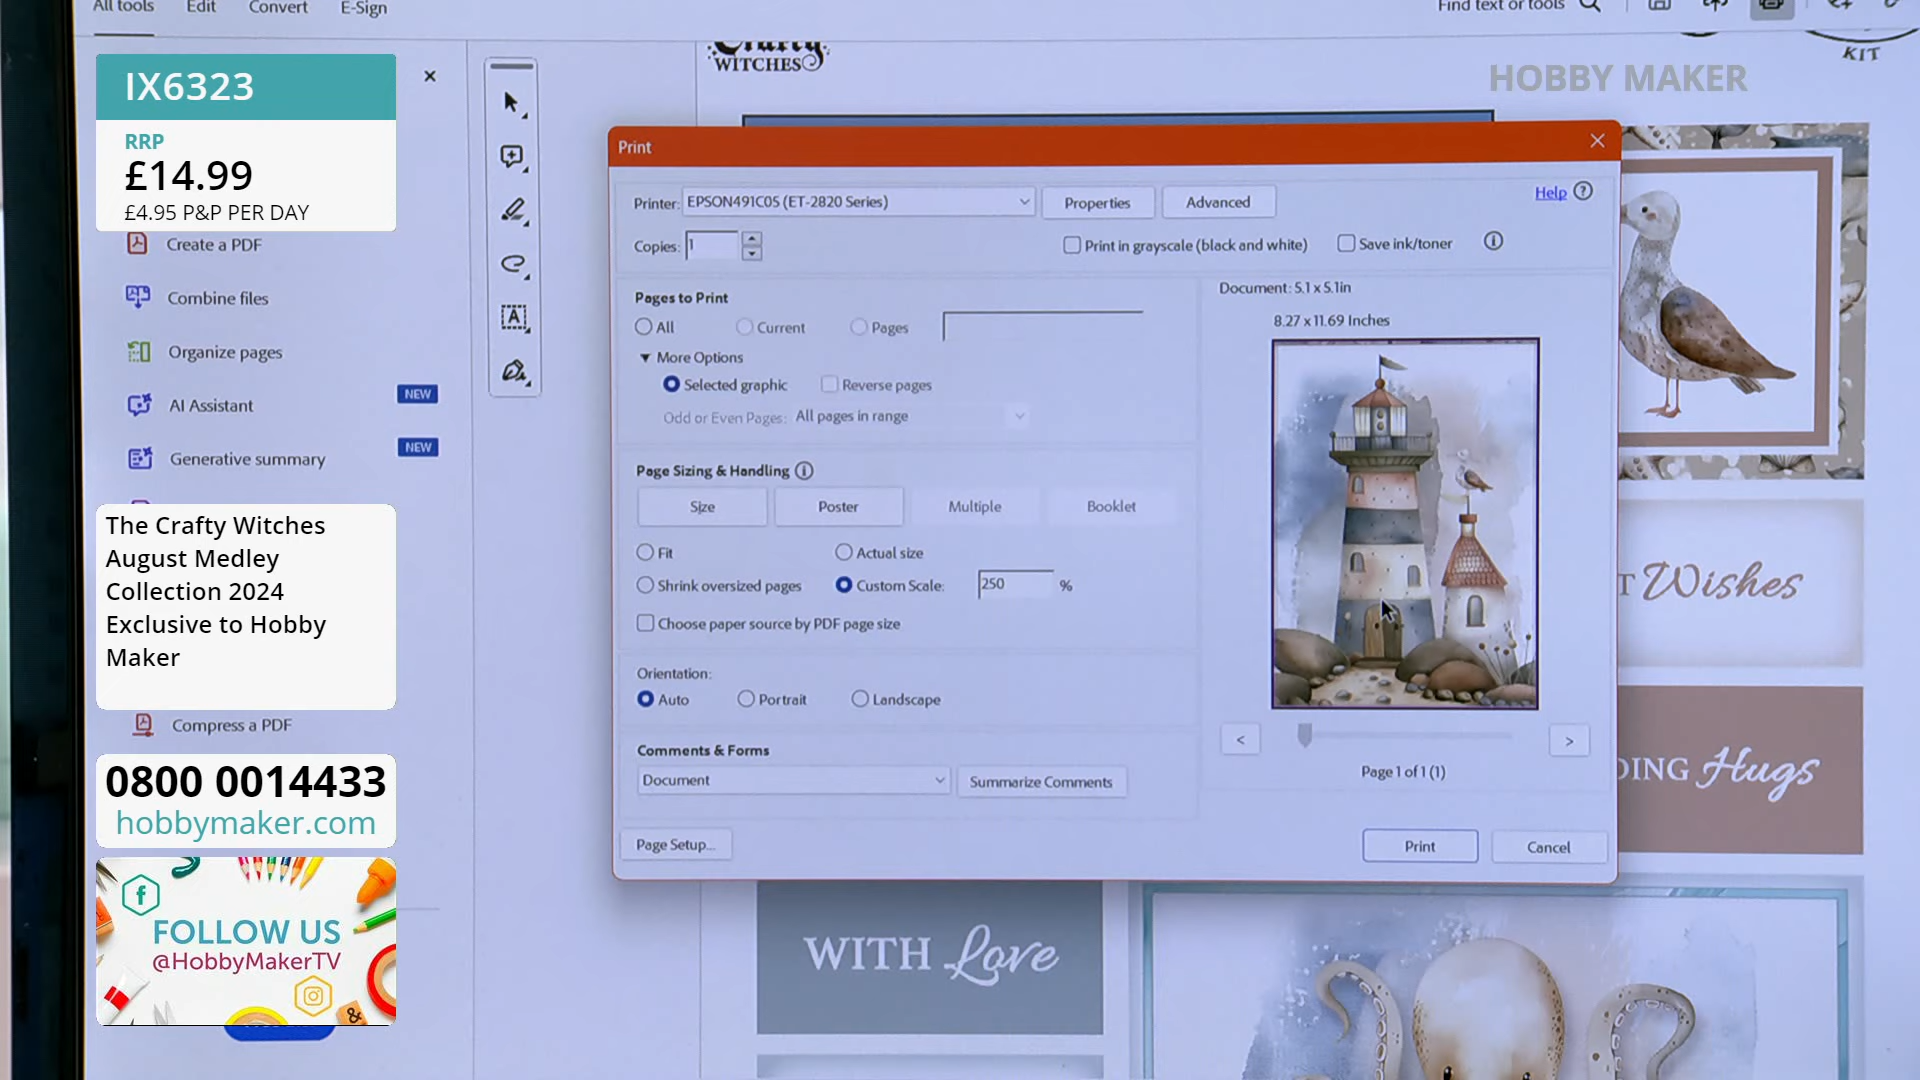 All tools Edit Convert E-Sign
Find text or tools
Crafty
WITCHES
KIT
HOBBY MAKER
IX6323
RRP
£14.99
£4.95 P&P PER DAY
Create a PDF
Combine files
Organize pages
AI Assistant NEW
Generative summary NEW
The Crafty Witches
August Medley
Collection 2024
Exclusive to Hobby
Maker
Compress a PDF
0800 0014433
hobbymaker.com
FOLLOW US
@HobbyMakerTV
&
Print
Printer: EPSON491C05 (ET-2820 Series) Properties Advanced Help
Copies: 1 Print in grayscale (black and white) Save ink/toner
Pages to Print
All Current Pages
More Options
Selected graphic Reverse pages
Odd or Even Pages: All pages in range
Page Sizing & Handling
Size Poster Multiple Booklet
Fit Actual size
Shrink oversized pages Custom Scale: 250 %
Choose paper source by PDF page size
Orientation:
Auto Portrait Landscape
Comments & Forms
Document Summarize Comments
Page Setup...
Document: 5.1 x 5.1in
8.27 x 11.69 Inches
< >
Page 1 of 1 (1)
Print Cancel
T Wishes
DING Hugs
WITH Love